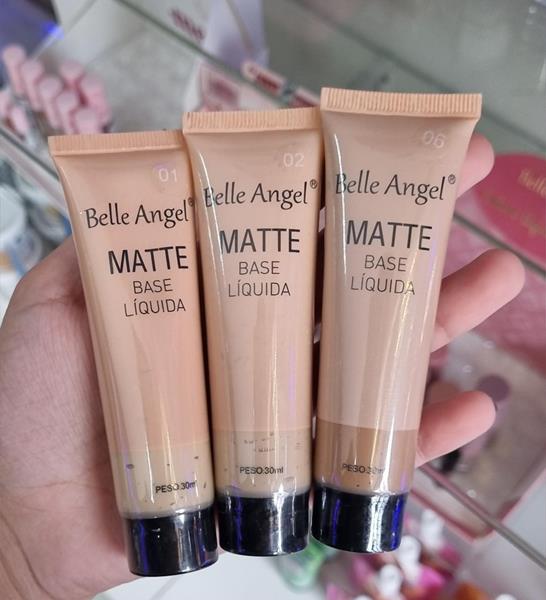 01
Belle Angel®
MATTE
BASE
LÍQUIDA
PESO:30ml
02
Belle Angel®
MATTE
BASE
LÍQUIDA
PESO:30ml
06
Belle Angel®
MATTE
BASE
LÍQUIDA
PESO:30ml
Belle